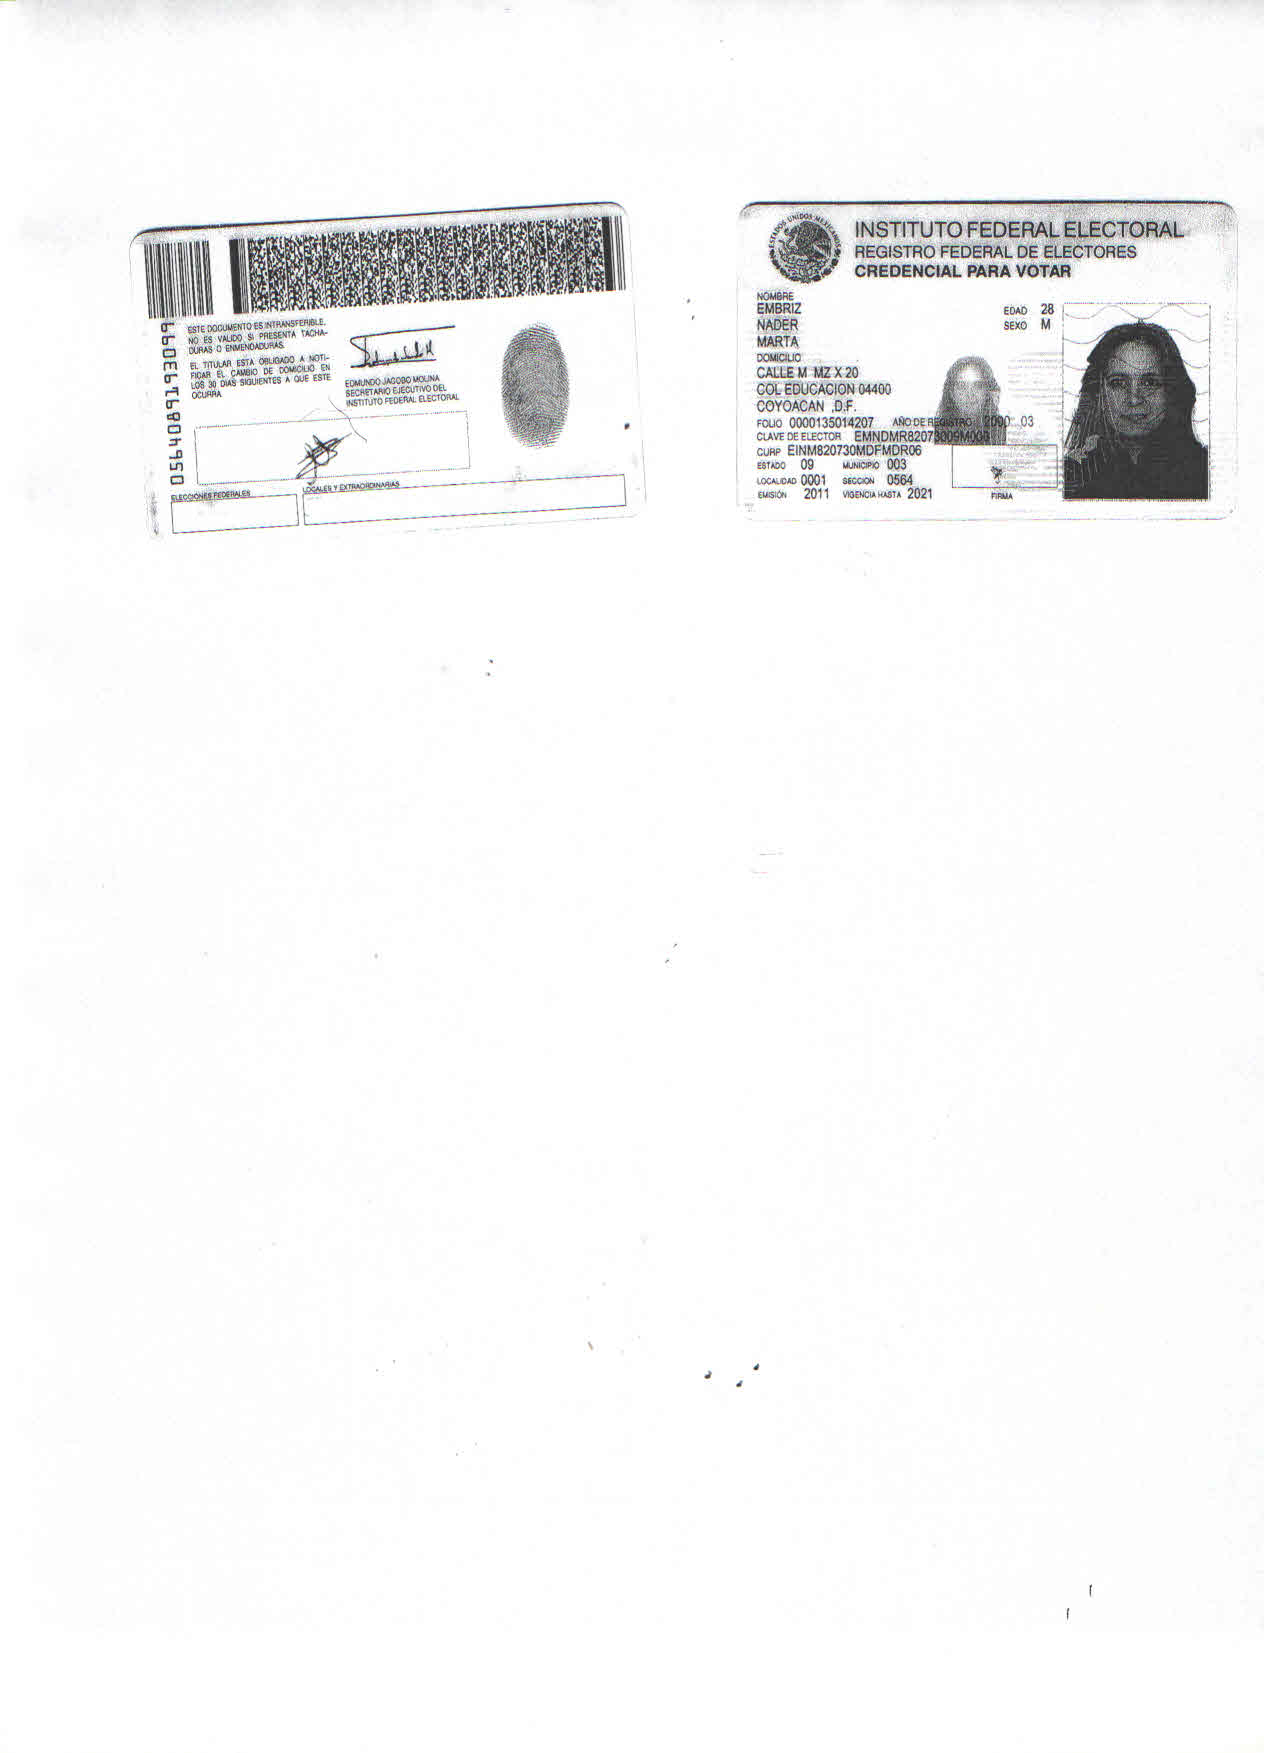 ESTE DOCUMENTO ES INTRANSFERIBLE.
NO ES VALIDO SI PRESENTA TACHA-
DURAS O ENMENDADURAS.
EL TITULAR ESTA OBLIGADO A NOTI-
FICAR EL CAMBIO DE DOMICILIO EN
LOS 30 DIAS SIGUIENTES A QUE ESTE
OCURRA
EDMUNDO JACOBO MOLINA
SECRETARIO EJECUTIVO DEL
INSTITUTO FEDERAL ELECTORAL
ELECCIONES FEDERALES
LOCALES Y EXTRAORDINARIAS
ESTADOS UNIDOS MEXICANOS
INSTITUTO FEDERAL ELECTORAL
REGISTRO FEDERAL DE ELECTORES
CREDENCIAL PARA VOTAR
NOMBRE
EMBRIZ
NADER
MARTA
EDAD 28
SEXO M
DOMICILIO
CALLE M MZ X 20
COL EDUCACION 04400
COYOACAN ,D.F.
FOLIO 0000135014207 AÑO DE REGISTRO 2000 03
CLAVE DE ELECTOR
CURP EINM820730MDFMDR06
ESTADO 09 MUNICIPIO 003
LOCALIDAD 0001 SECCION 0564
EMISIÓN 2011 VIGENCIA HASTA 2021
FIRMA